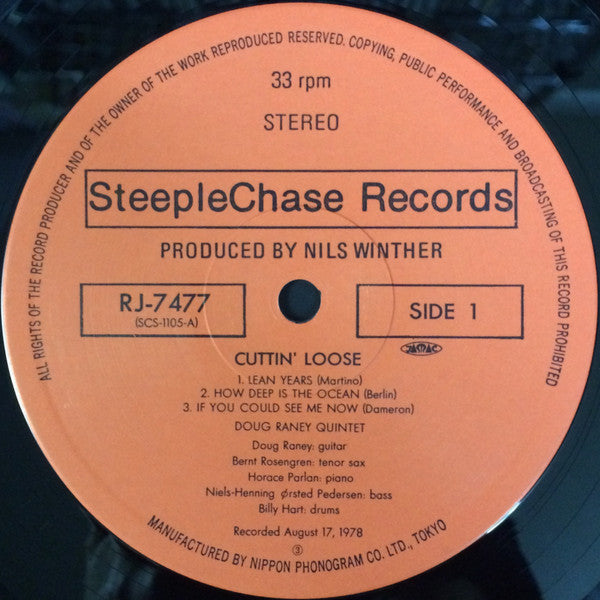 ALL RIGHTS OF THE RECORD PRODUCER AND OF THE OWNER OF THE WORK REPRODUCED RESERVED. COPYING, PUBLIC PERFORMANCE AND BROADCASTING OF THIS RECORD PROHIBITED
33 rpm
STEREO
SteepleChase Records
PRODUCED BY NILS WINTHER
RJ-7477
(SCS-1105-A)
SIDE 1
JASRAC
CUTTIN' LOOSE
1. LEAN YEARS (Martino)
2. HOW DEEP IS THE OCEAN (Berlin)
3. IF YOU COULD SEE ME NOW (Dameron)
DOUG RANEY QUINTET
Doug Raney: guitar
Bernt Rosengren: tenor sax
Horace Parlan: piano
Niels-Henning Ørsted Pedersen: bass
Billy Hart: drums
Recorded August 17, 1978
③
MANUFACTURED BY NIPPON PHONOGRAM CO. LTD., TOKYO